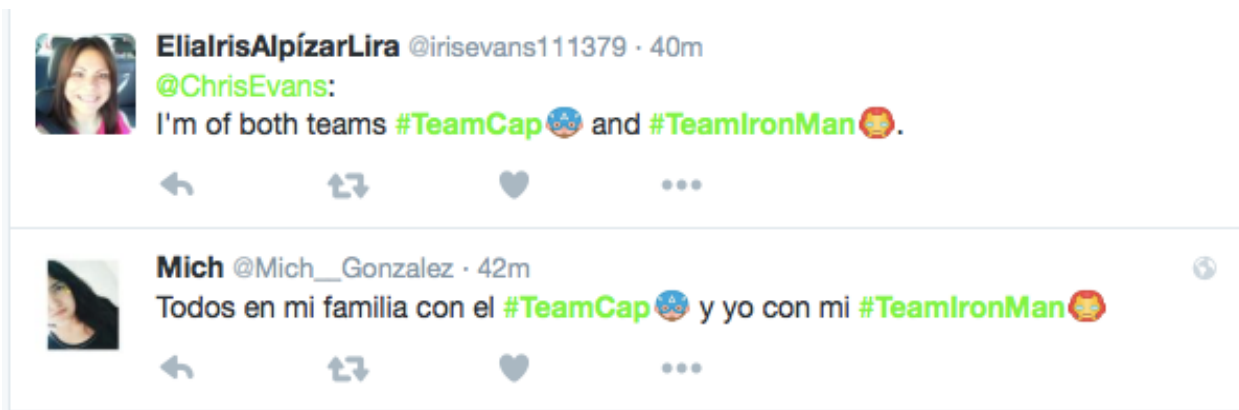 EliaIrisAlpízarLira @irisevans111379 · 40m
@ChrisEvans:
I'm of both teams #TeamCap and #TeamIronMan.
Mich @Mich__Gonzalez · 42m
Todos en mi familia con el #TeamCap y yo con mi #TeamIronMan